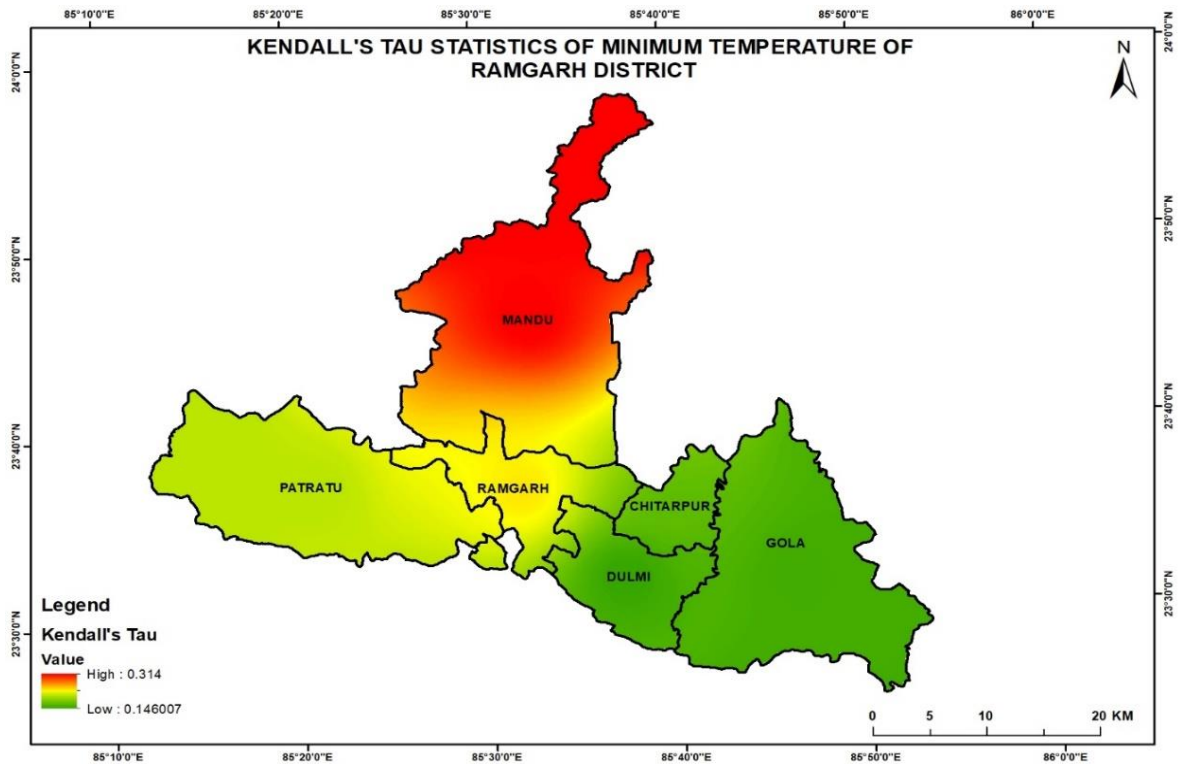 85°10'0"E 85°20'0"E 85°30'0"E 85°40'0"E 85°50'0"E 86°0'0"E
KENDALL'S TAU STATISTICS OF MINIMUM TEMPERATURE OF
RAMGARH DISTRICT
N
24°0'0"N
24°0'0"N
23°50'0"N
23°50'0"N
MANDU
23°40'0"N
23°40'0"N
PATRATU
RAMGARH
CHITARPUR
GOLA
DULMI
23°30'0"N
23°30'0"N
Legend
Kendall's Tau
Value
High : 0.314
Low : 0.146007
0 5 10 20 KM
85°10'0"E 85°20'0"E 85°30'0"E 85°40'0"E 85°50'0"E 86°0'0"E